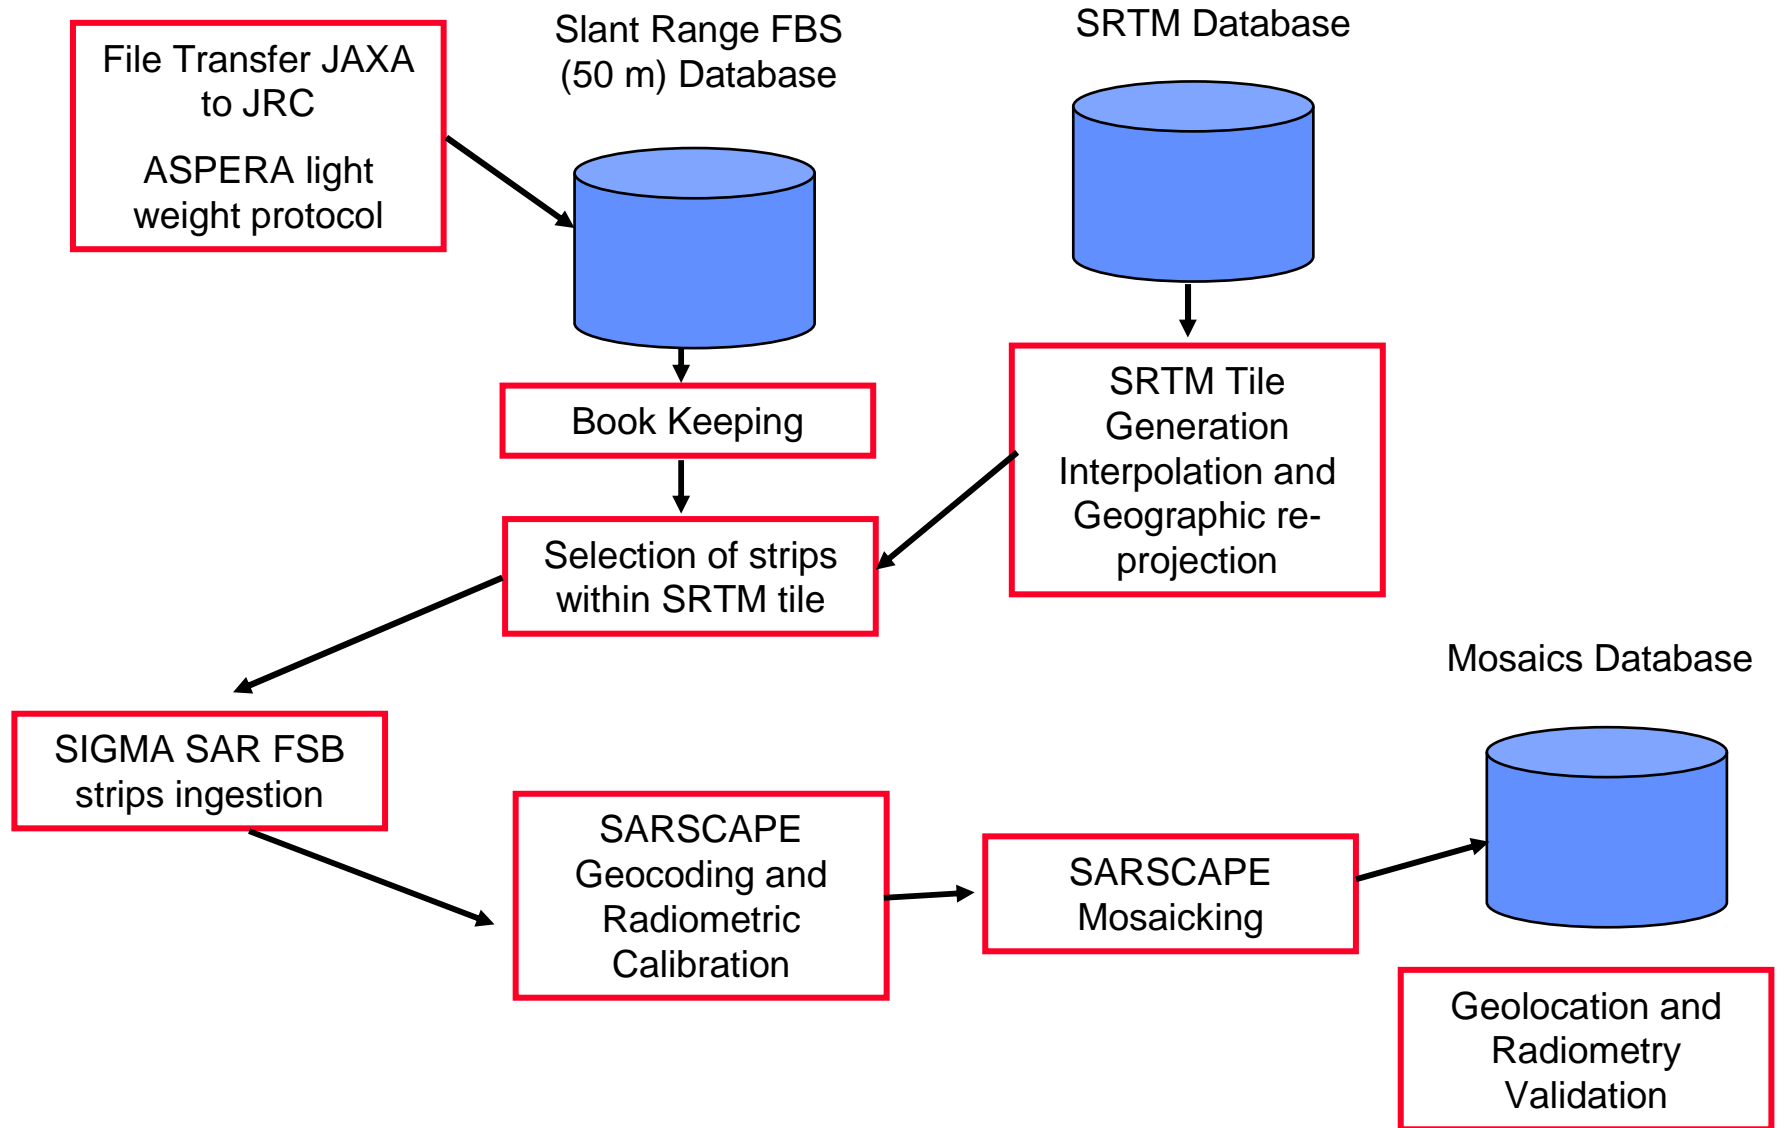 File Transfer JAXA
to JRC
ASPERA light
weight protocol
Slant Range FBS
(50 m) Database
SRTM Database
Book Keeping
SRTM Tile
Generation
Interpolation and
Geographic re-
projection
Selection of strips
within SRTM tile
Mosaics Database
SIGMA SAR FSB
strips ingestion
SARSCAPE
Geocoding and
Radiometric
Calibration
SARSCAPE
Mosaicking
Geolocation and
Radiometry
Validation